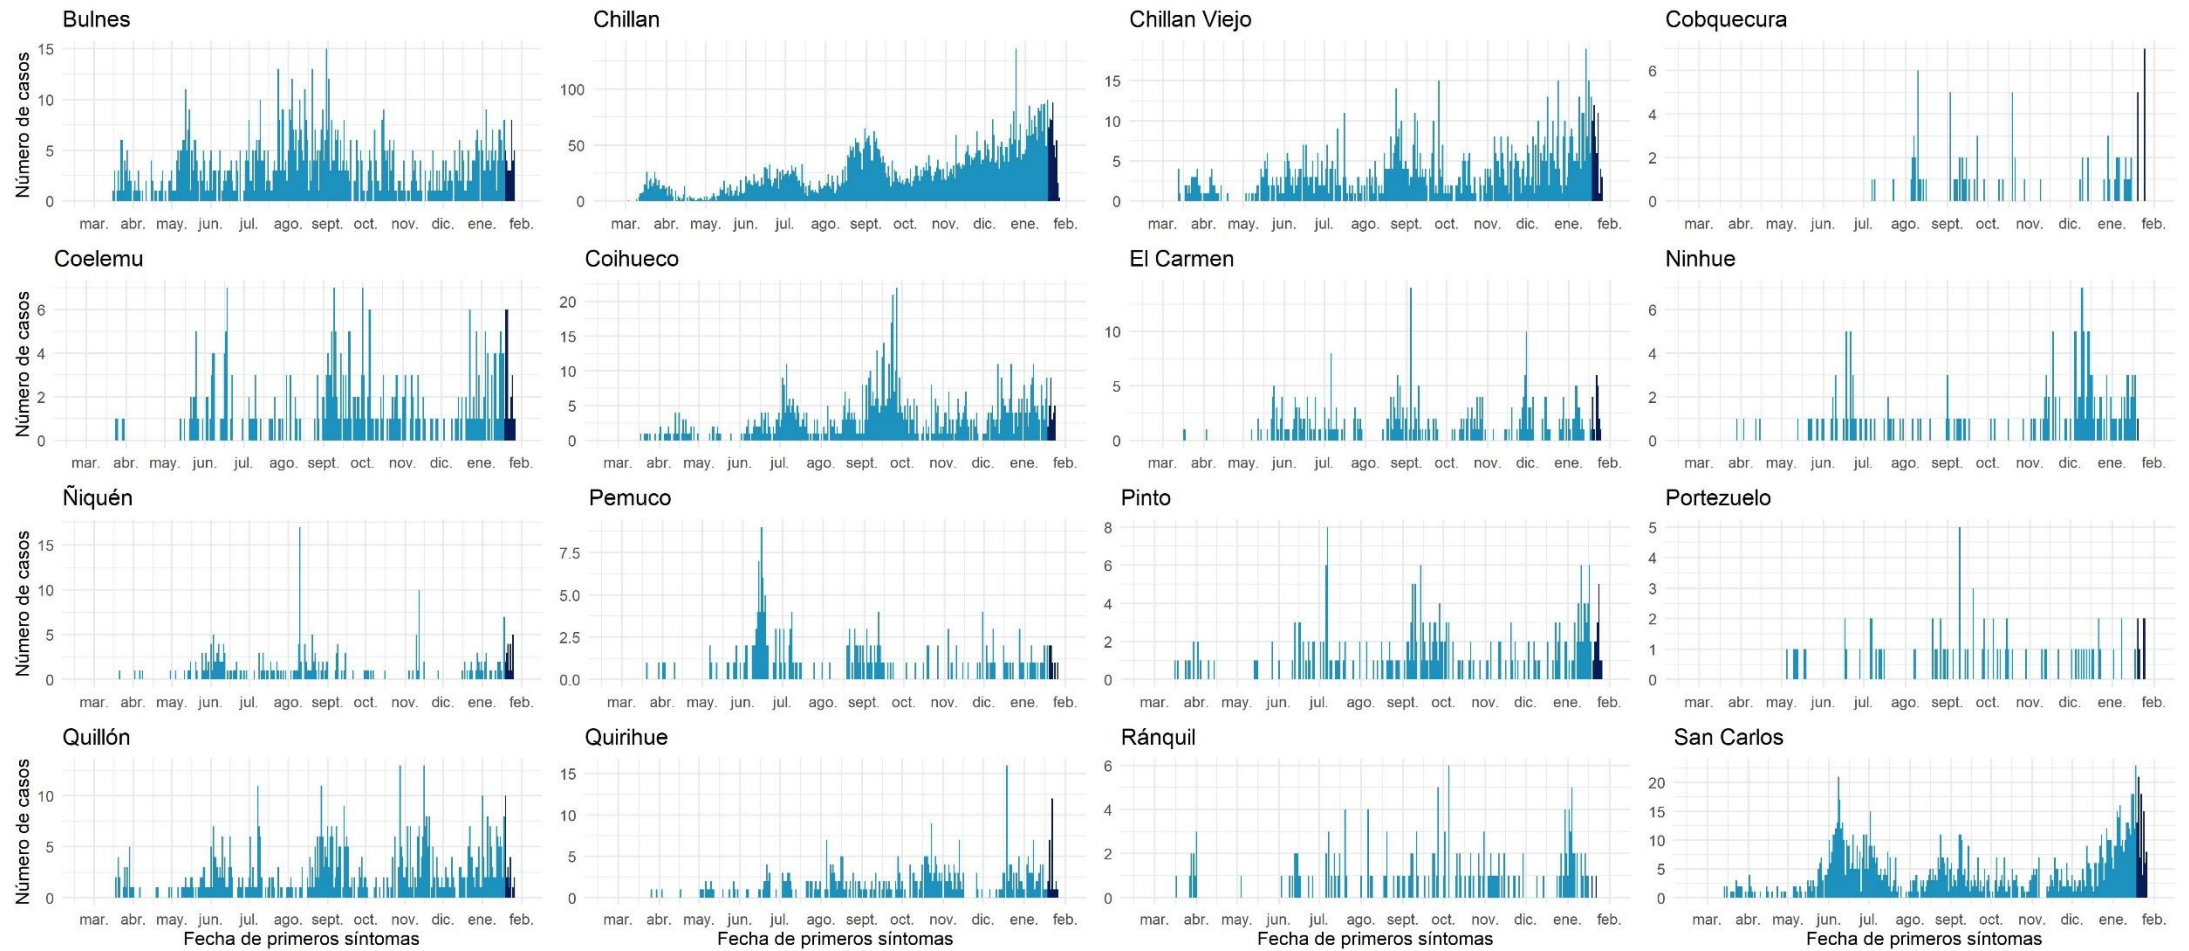 Bulnes
Chillan
Chillan Viejo
Cobquecura
Número de casos
15
10
5
0
100
50
0
15
10
5
0
6
4
2
0
mar. abr. may. jun. jul. ago. sept. oct. nov. dic. ene. feb.
mar. abr. may. jun. jul. ago. sept. oct. nov. dic. ene. feb.
mar. abr. may. jun. jul. ago. sept. oct. nov. dic. ene. feb.
mar. abr. may. jun. jul. ago. sept. oct. nov. dic. ene. feb.
Coelemu
Coihueco
El Carmen
Ninhue
Número de casos
6
4
2
0
20
15
10
5
0
10
5
0
6
4
2
0
mar. abr. may. jun. jul. ago. sept. oct. nov. dic. ene. feb.
mar. abr. may. jun. jul. ago. sept. oct. nov. dic. ene. feb.
mar. abr. may. jun. jul. ago. sept. oct. nov. dic. ene. feb.
mar. abr. may. jun. jul. ago. sept. oct. nov. dic. ene. feb.
Ñiquén
Pemuco
Pinto
Portezuelo
Número de casos
15
10
5
0
7.5
5.0
2.5
0.0
8
6
4
2
0
5
4
3
2
1
0
mar. abr. may. jun. jul. ago. sept. oct. nov. dic. ene. feb.
mar. abr. may. jun. jul. ago. sept. oct. nov. dic. ene. feb.
mar. abr. may. jun. jul. ago. sept. oct. nov. dic. ene. feb.
mar. abr. may. jun. jul. ago. sept. oct. nov. dic. ene. feb.
Quillón
Quirihue
Ránquil
San Carlos
Número de casos
10
5
0
15
10
5
0
6
4
2
0
20
15
10
5
0
mar. abr. may. jun. jul. ago. sept. oct. nov. dic. ene. feb.
mar. abr. may. jun. jul. ago. sept. oct. nov. dic. ene. feb.
mar. abr. may. jun. jul. ago. sept. oct. nov. dic. ene. feb.
mar. abr. may. jun. jul. ago. sept. oct. nov. dic. ene. feb.
Fecha de primeros síntomas
Fecha de primeros síntomas
Fecha de primeros síntomas
Fecha de primeros síntomas